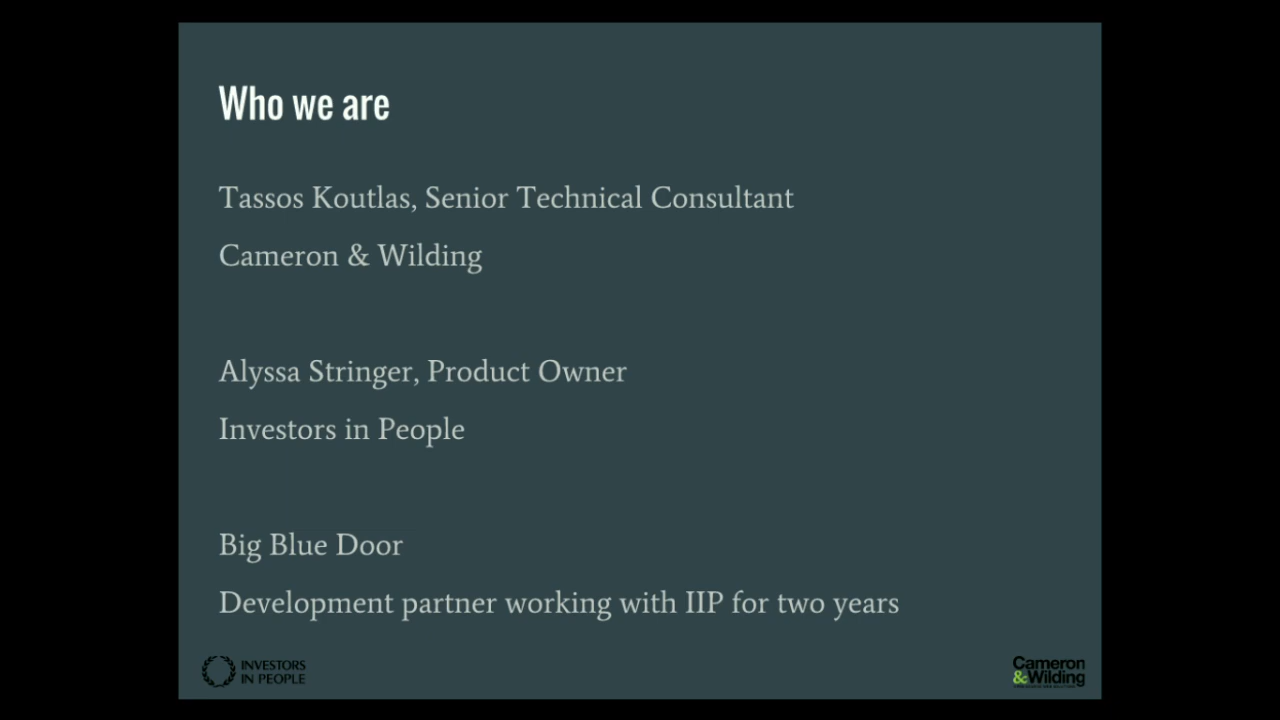 Who we are
Tassos Koutlas, Senior Technical Consultant
Cameron & Wilding
Alyssa Stringer, Product Owner
Investors in People
Big Blue Door
Development partner working with IIP for two years
INVESTORS
IN PEOPLE
Cameron
&Wilding